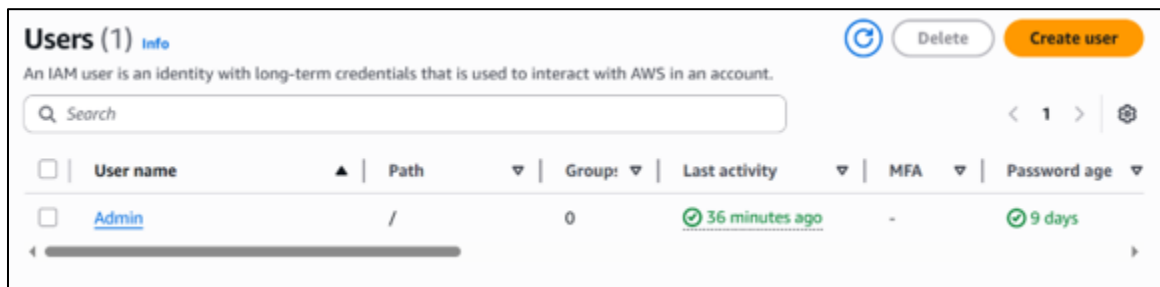 Users (1) Info
Delete
Create user
An IAM user is an identity with long-term credentials that is used to interact with AWS in an account.
Search
1
User name Path Groups Last activity MFA Password age
Admin / 0 36 minutes ago - 9 days